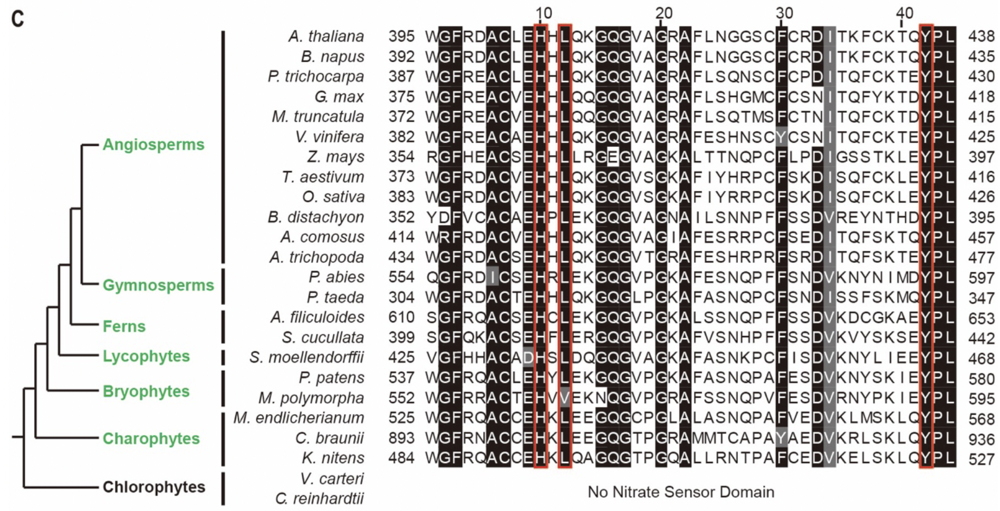 C
10 20 30 40
A. thaliana 395 WGFRDACLEHHLQKGQGVAGRAFLNGGSCFCRDITKFCKTQYPL 438
B. napus 392 WGFRDACLEHHLQKGQGVAGRAFLNGGSCFCRDITKFCKTQYPL 435
P. trichocarpa 387 WGFREACLEHHLQKGQGVAGRAFLSQNSCFCPDITQFCKTEYPL 430
G. max 375 WGFREACVEHHLQQGQGVAGRAFLSHGMCFCSNITQFYKTDYPL 418
M. truncatula 372 WGFREACVEHHLQQGQGVAGRAFLSQTMSFCTNITQFCKTDYPL 415
V. vinifera 382 WGFREACAEHHLQKGQGVAGRAFESHNSCYCSNITQFCKTEYPL 425
Angiosperms
Z. mays 354 RGFHEACSEHHLLRGEGVAGKALTTNQPCFLPDIGSSTKLEYPL 397
T. aestivum 373 WGFRDACVEHHLQKGQGVSGKAFIYHRPCFSKDISQFCKLEYPL 416
O. sativa 383 WGFRDACVEHHLQKGQGVSGKAFIYRRPCFSKDISQFCKLEYPL 426
B. distachyon 352 YDFVCACAEHPLEKGQGVAGNAILSNNPFFSSDVREYNTHDYPL 395
A. comosus 414 WRFRDACVEHHLQKGQGVAGIAFESRRPCFSEDITQFSKTQYPL 457
A. trichopoda 434 WGFRDACSEHHLQKGQGVTGRAFESHRPRFSRDITQFSKTEYPL 477
P. abies 554 QGFRDICSEHRLEKGQGVPGKAFESNQPFFSNDVKNYNIMDYPL 597
Gymnosperms
P. taeda 304 WGFRDACTEHHLQKGQGLPGKAFASNQPCFSNDISSFSKMQYPL 347
A. filiculoides 610 SGFRQACSEHCLEKGQGVPGKALSSNQPFFSSDVKDCGKAEYPL 653
Ferns
S. cucullata 399 SGFQKACSEHFLERGQGVPGKAFVSNHPFFSSDVKVYSKSEYPL 442
Lycophytes
S. moellendorffii 425 VGFHHACADHSLDQGQGVAGKAFASNKPCFISDVKNYLIEEYPL 468
P. patens 537 WGFRQACLEHYLEKGQGVPGKAFASNQPAFESDVKNYSKIEYPL 580
Bryophytes
M. polymorpha 552 WGFRRACTEHVVEKNQGVPGRAFSSNQPVFESDVRNYPKIEYPL 595
M. endlicherianum 525 WGFRQACCEHKLEEGQGCPGLALASNQPAFVEDVKLMSKLQYPL 568
Charophytes
C. braunii 893 WGFRNACCEHKLEEGQGTPGRAMMTCAPAYAEDVKRLSKLQYPL 936
K. nitens 484 WGFRQACCEHKLQAGQGTPGQALLRNTPAFCEDVKELSKLQYPL 527
V. carteri
Chlorophytes
No Nitrate Sensor Domain
C. reinhardtii